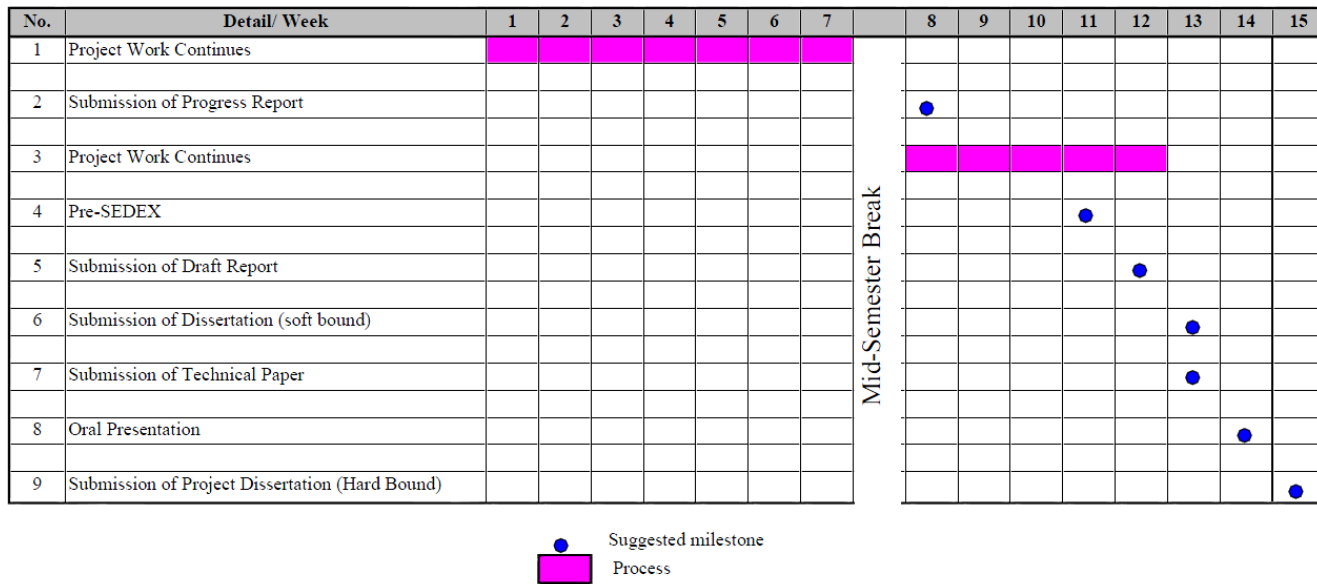 No. Detail/ Week 1 2 3 4 5 6 7 8 9 10 11 12 13 14 15
1 Project Work Continues
2 Submission of Progress Report
3 Project Work Continues
4 Pre-SEDEX
5 Submission of Draft Report
6 Submission of Dissertation (soft bound)
7 Submission of Technical Paper
8 Oral Presentation
9 Submission of Project Dissertation (Hard Bound)
Mid-Semester Break
Suggested milestone
Process